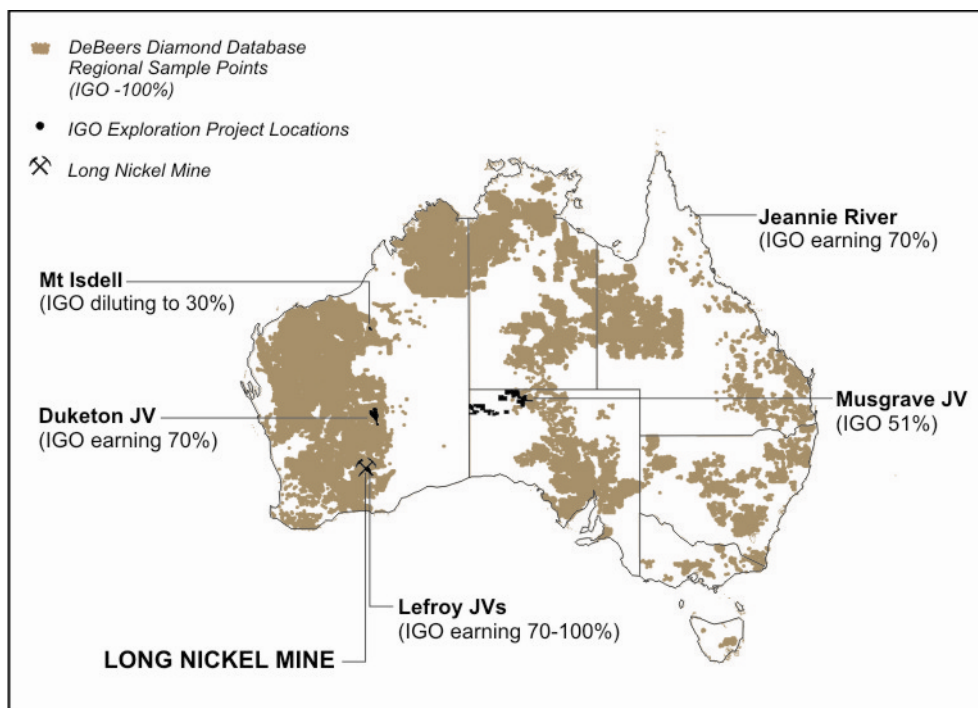 DeBeers Diamond Database
Regional Sample Points
(IGO -100%)
IGO Exploration Project Locations
Long Nickel Mine
Jeannie River
(IGO earning 70%)
Mt Isdell
(IGO diluting to 30%)
Duketon JV
(IGO earning 70%)
Musgrave JV
(IGO 51%)
Lefroy JVs
(IGO earning 70-100%)
LONG NICKEL MINE